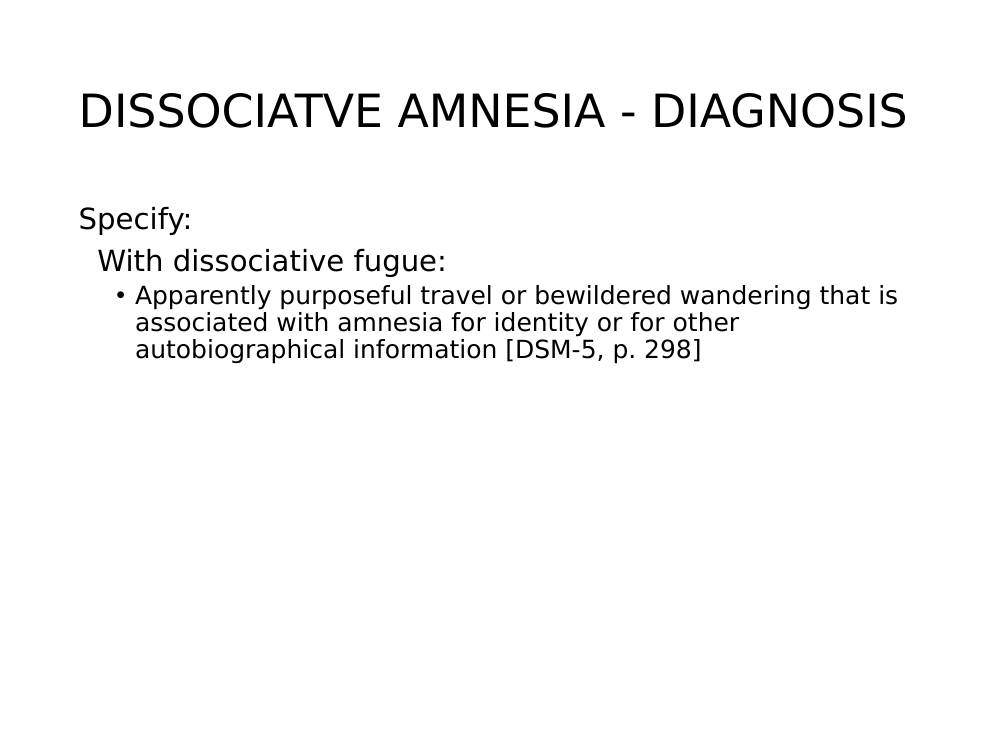 DISSOCIATVE AMNESIA - DIAGNOSIS
Specify:
With dissociative fugue:
• Apparently purposeful travel or bewildered wandering that is
associated with amnesia for identity or for other
autobiographical information [DSM-5, p. 298]